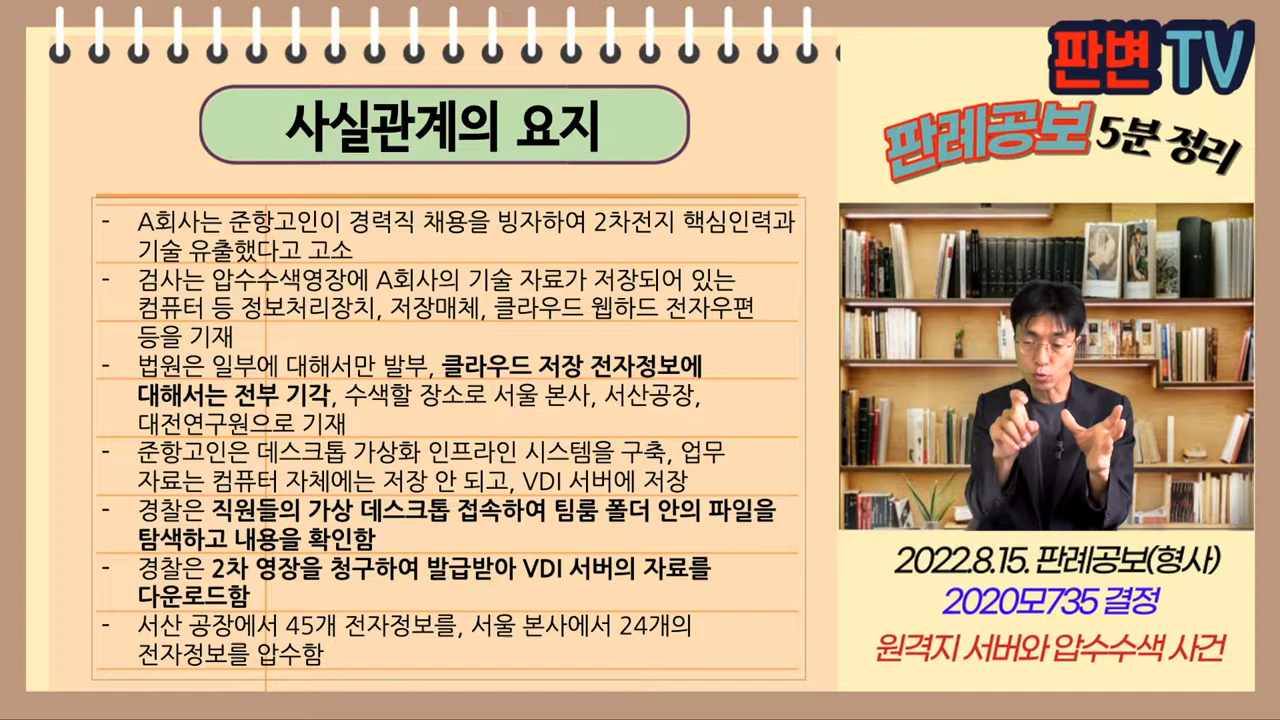 사실관계의 요지
- A회사는 준항고인이 경력직 채용을 빙자하여 2차전지 핵심인력과
기술 유출했다고 고소
- 검사는 압수수색영장에 A회사의 기술 자료가 저장되어 있는
컴퓨터 등 정보처리장치, 저장매체, 클라우드 웹하드 전자우편
등을 기재
- 법원은 일부에 대해서만 발부, 클라우드 저장 전자정보에
대해서는 전부 기각, 수색할 장소로 서울 본사, 서산공장,
대전연구원으로 기재
- 준항고인은 데스크톱 가상화 인프라인 시스템을 구축, 업무
자료는 컴퓨터 자체에는 저장 안 되고, VDI 서버에 저장
- 경찰은 직원들의 가상 데스크톱 접속하여 팀룸 폴더 안의 파일을
탐색하고 내용을 확인함
- 경찰은 2차 영장을 청구하여 발급받아 VDI 서버의 자료를
다운로드함
- 서산 공장에서 45개 전자정보를, 서울 본사에서 24개의
전자정보를 압수함
판변 TV
판례공보 5분 정리
2022.8.15. 판례공보(형사)
2020모735 결정
원격지 서버와 압수수색 사건